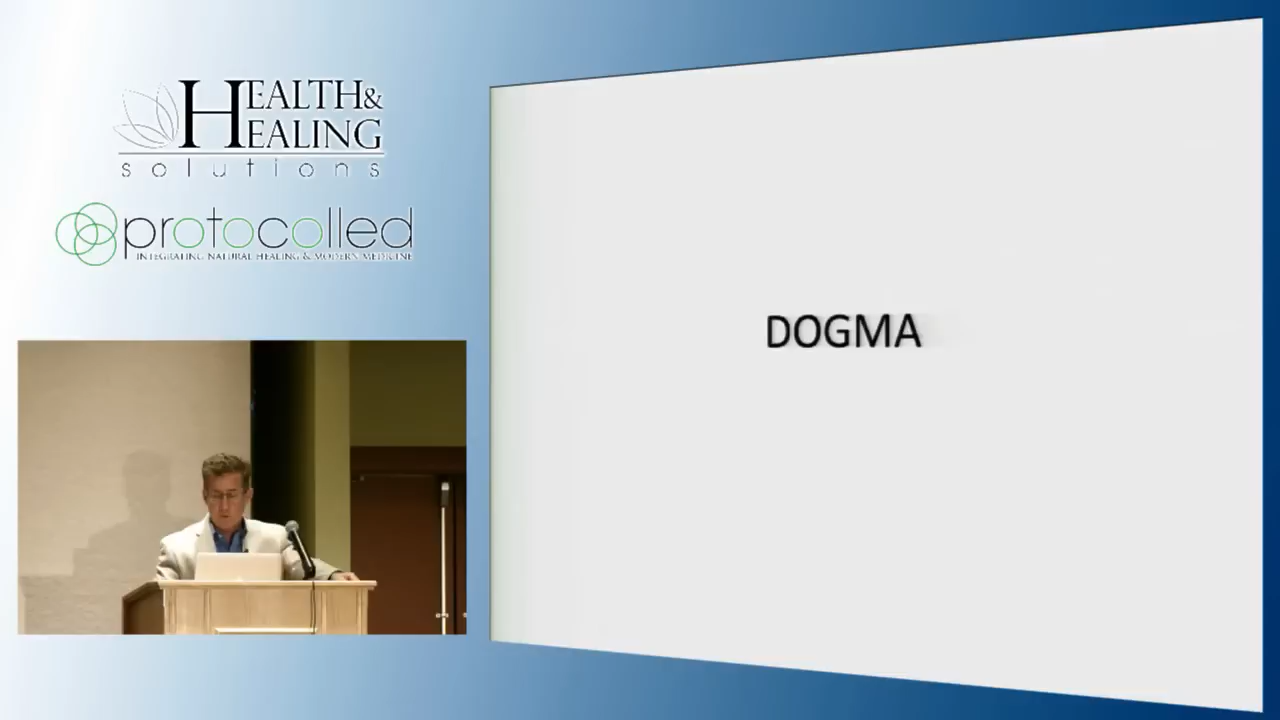 HEALTH &
HEALING
solutions
protocolled
INTEGRATING NATURAL HEALING & MODERN MEDICINE
DOGMA